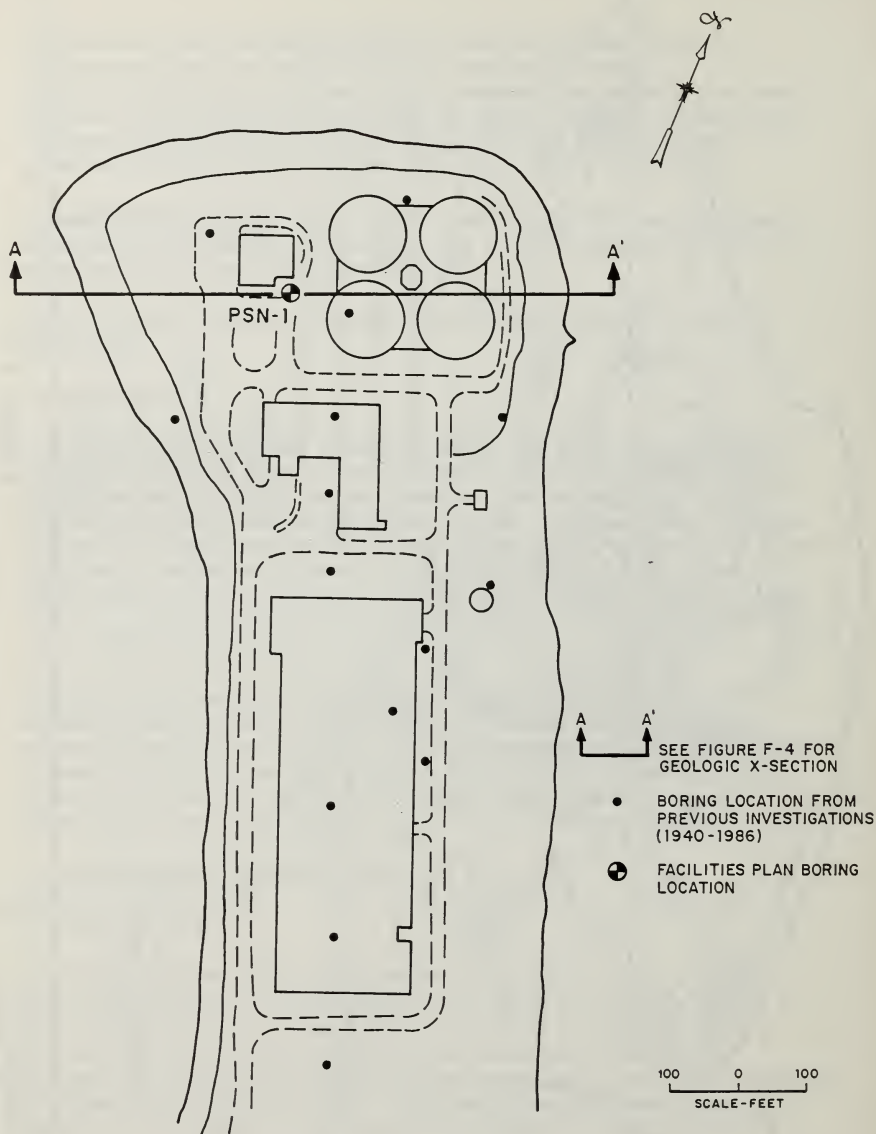 A A'
PSN-1
A A'
SEE FIGURE F-4 FOR
GEOLOGIC X-SECTION
BORING LOCATION FROM
PREVIOUS INVESTIGATIONS
(1940-1986)
FACILITIES PLAN BORING
LOCATION
100 0 100
SCALE-FEET